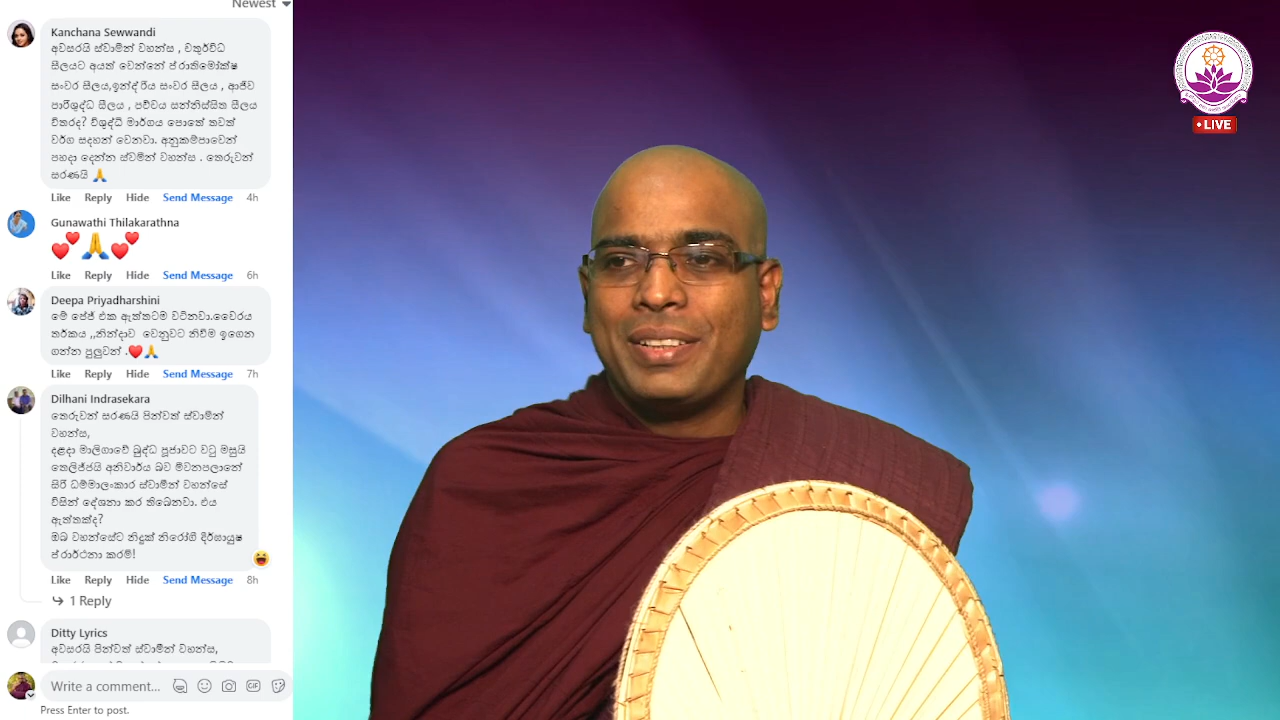 Newest
Kanchana Sewwandi
අවසරයි ස්වාමින් වහන්ස , චතුර්විධ
සීලයට අයත් වෙන්නේ ප්‍රාතිමෝක්ෂ
සංවර සීලය,ඉන්ද්‍රීය සංවර සීලය , ආජීව
පාරිශුද්ධ සීලය , පච්චය සන්නිස්සිත සීලය
විතරද? විශුද්ධි මාර්ගය පොතේ තවත්
වර්ග සඳහන් වෙනවා. අනුකම්පාවෙන්
පහදා දෙන්න ස්වමින් වහන්ස . තෙරුවන්
සරණයි 🙏
Like Reply Hide Send Message 4h
Gunawathi Thilakarathna
💕🙏💕
Like Reply Hide Send Message 6h
Deepa Priyadharshini
මේ පේජ් එක ඇත්තටම වටිනවා.වෛරය
තර්කය ,,නින්දාව වෙනුවට නිවීම ඉගෙන
ගන්න පුලුවන් .❤️🙏
Like Reply Hide Send Message 7h
Dilhani Indrasekara
තෙරුවන් සරණයි පින්වත් ස්වාමින්
වහන්ස,
දළදා මාලිගාවේ බුද්ධ පූජාවට වටු මසුයි
තෙලිජ්ජයි අනිවාර්ය බව මවනපලානේ
සිරි ධම්මාලංකාර ස්වාමීන් වහන්සේ
විසින් දේශනා කර තිඛෙනවා. එය
ඇත්තක්ද?
ඔබ වහන්සේට නිදුක් නිරෝගී දීර්ඝායුෂ
ප්‍රාර්ථනා කරමි!
Like Reply Hide Send Message 8h
1 Reply
Ditty Lyrics
අවසරයි පින්වත් ස්වාමීන් වහන්ස,
Write a comment...
GIF
Press Enter to post.
LIVE